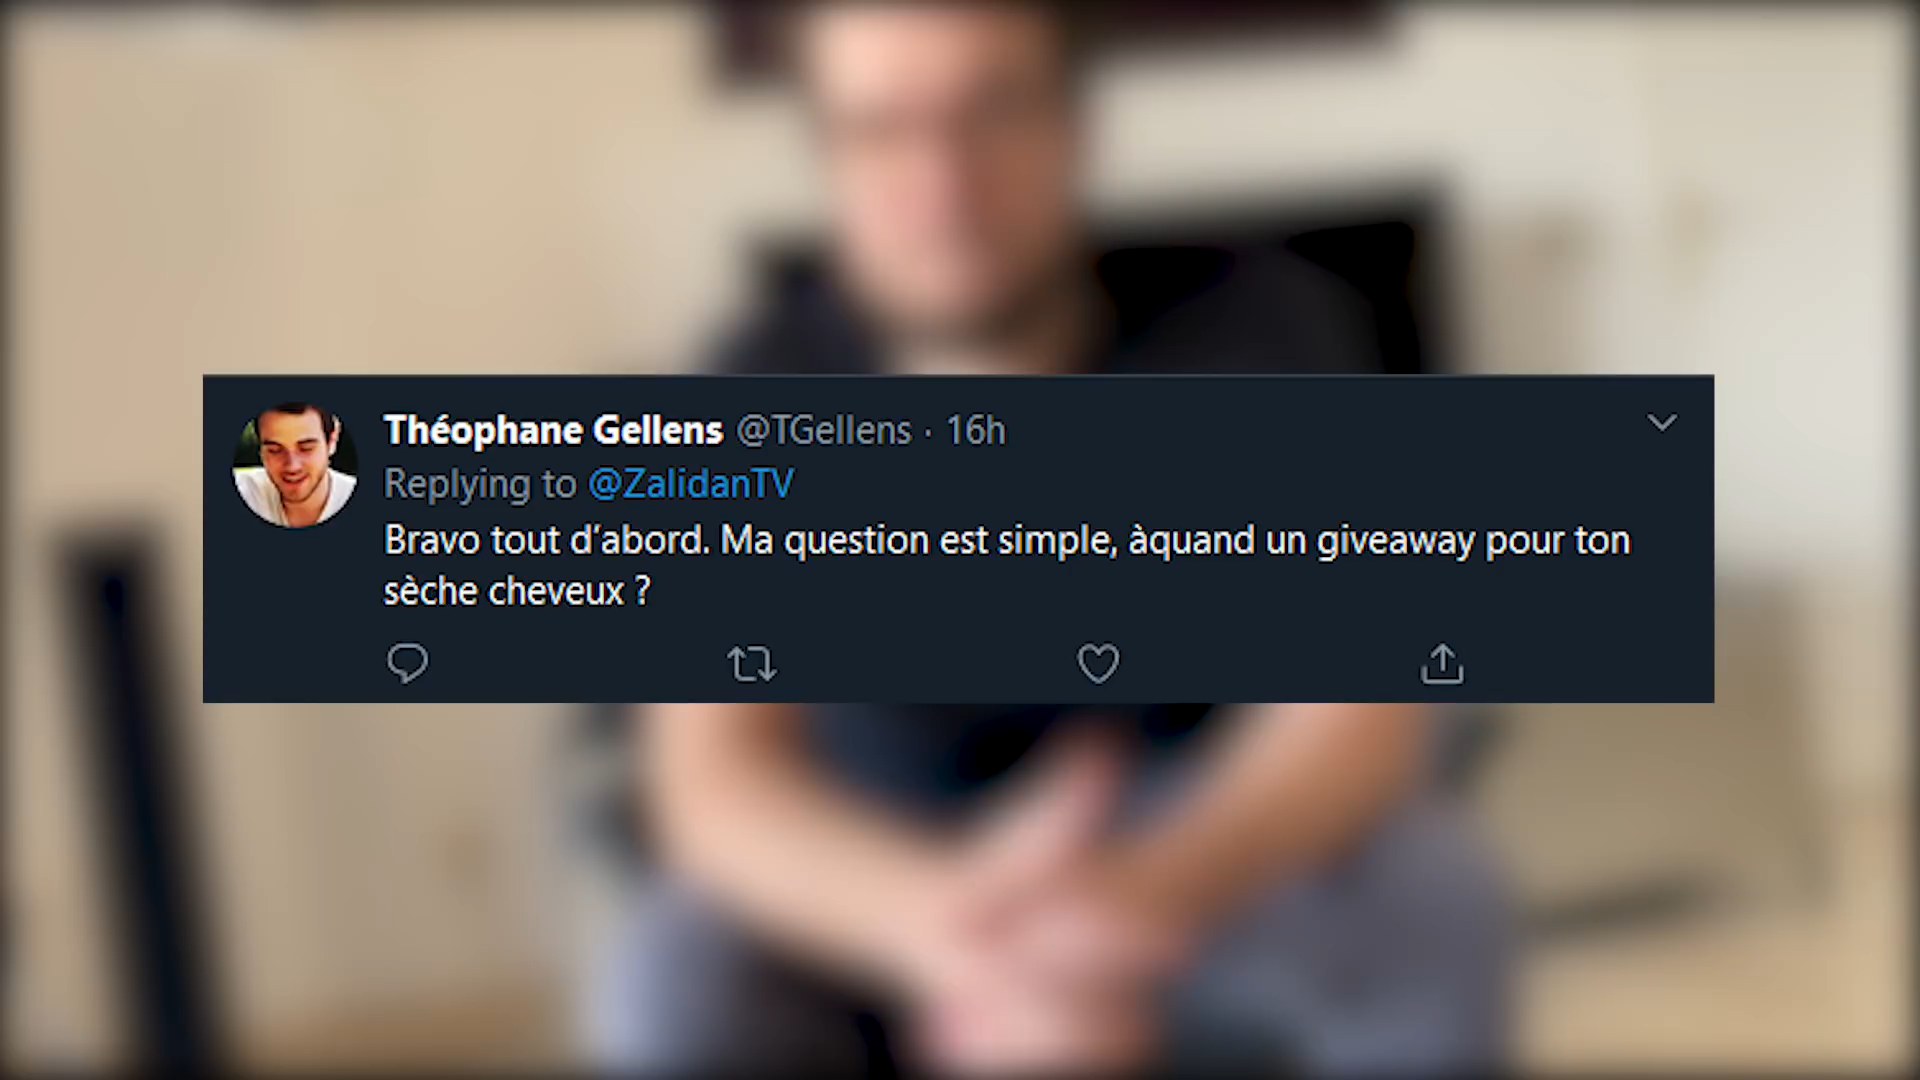 Théophane Gellens @TGellens · 16h
Replying to @ZalidanTV
Bravo tout d’abord. Ma question est simple, àquand un giveaway pour ton
sèche cheveux ?